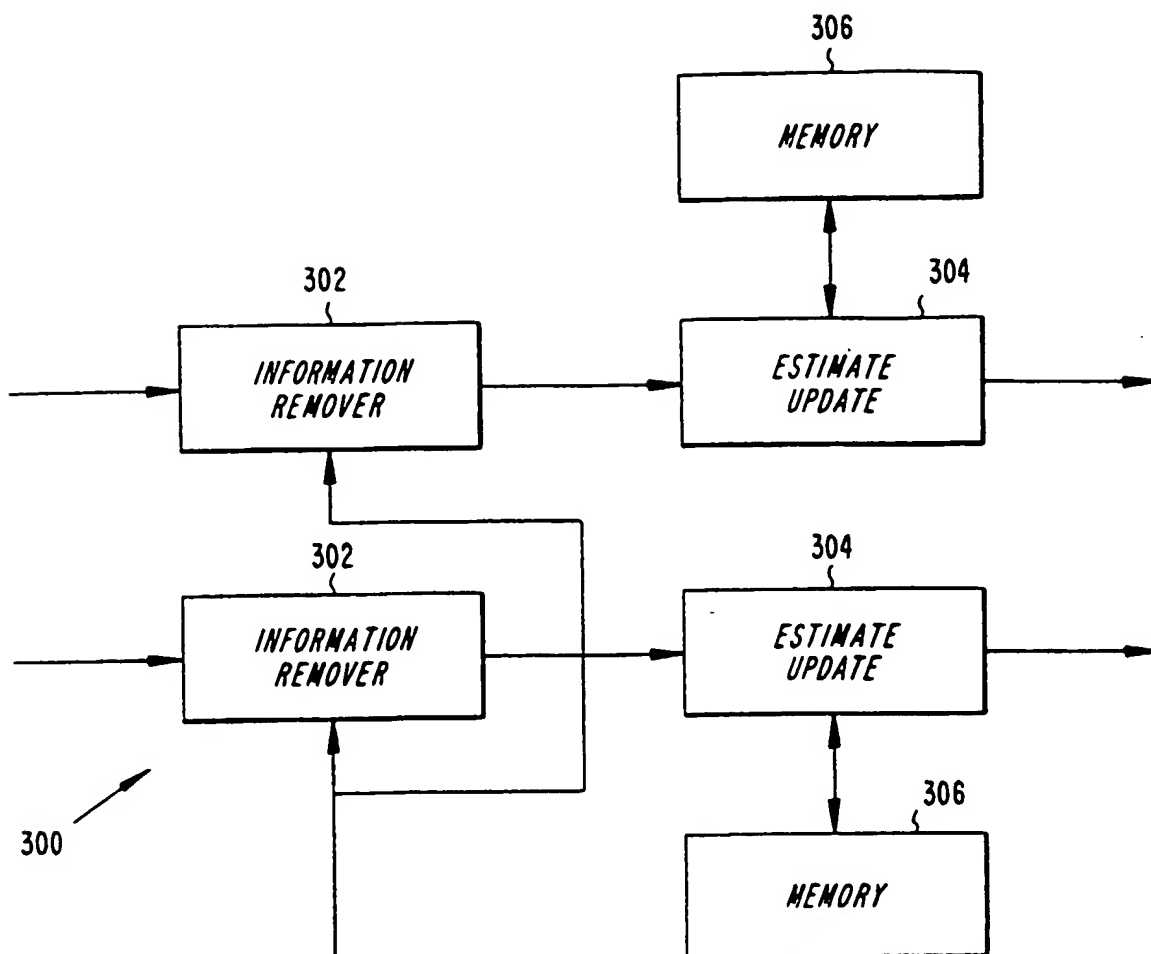 306
MEMORY
304
302
ESTIMATE
UPDATE
INFORMATION
REMOVER
302
304
INFORMATION
REMOVER
ESTIMATE
UPDATE
300
306
MEMORY